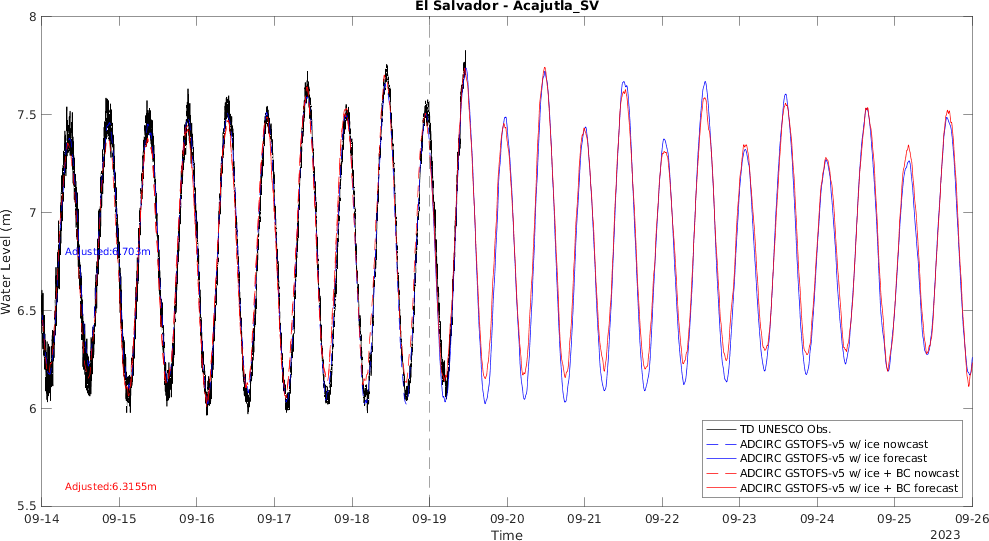 El Salvador - Acajutla_SV
8
7.5
7
6.5
6
5.5
Water Level (m)
Adjusted:6.703m
Adjusted:6.3155m
TD UNESCO Obs.
ADCIRC GSTOFS-v5 w/ ice nowcast
ADCIRC GSTOFS-v5 w/ ice forecast
ADCIRC GSTOFS-v5 w/ ice + BC nowcast
ADCIRC GSTOFS-v5 w/ ice + BC forecast
09-14 09-15 09-16 09-17 09-18 09-19 09-20 09-21 09-22 09-23 09-24 09-25 09-26
Time
2023